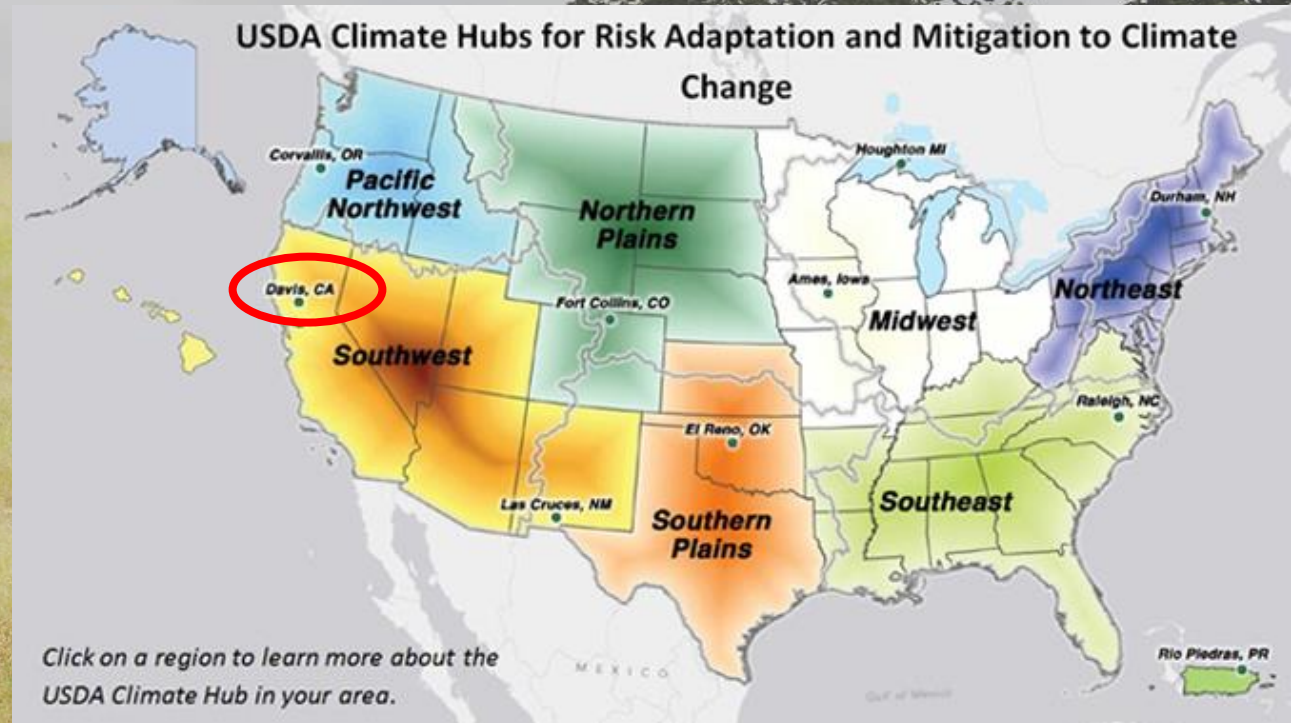 USDA Climate Hubs for Risk Adaptation and Mitigation to Climate
Change
Corvallis, OR
Pacific
Northwest
Northern
Plains
Houghton MI
Durham, NH
Northeast
Davis, CA
Fort Collins, CO
Ames, Iowa
Midwest
Southwest
Raleigh, NC
El Reno, OK
Las Cruces, NM
Southern
Plains
Southeast
Click on a region to learn more about the
USDA Climate Hub in your area.
MEXICO
Gulf of Mexico
Rio Piedras, PR